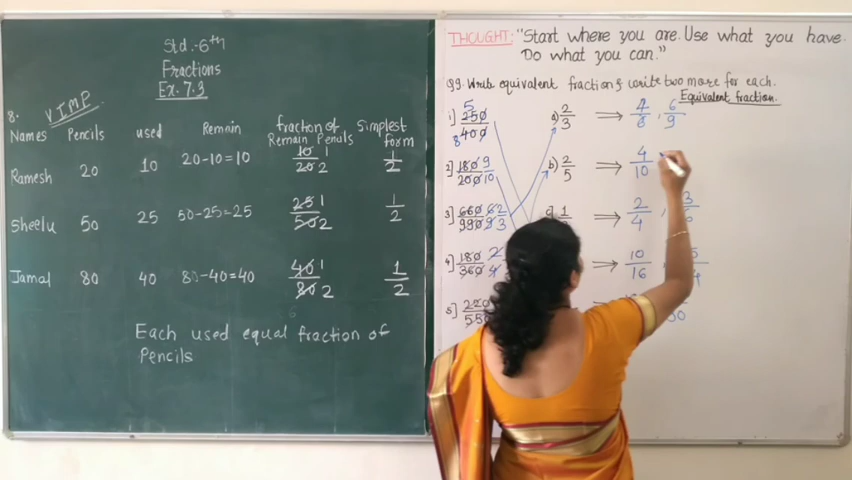 Std.-6th
Fractions
Ex. 7.3
8. V.IMP
Names Pencils used Remain fraction of Remain Pencils Simplest form
Ramesh 20 10 20-10=10 10/20 1/2 1/2
Sheelu 50 25 50-25=25 25/50 1/2 1/2
Jamal 80 40 80-40=40 40/80 1/2 1/2
Each used equal fraction of
Pencils
THOUGHT: "Start where you are. Use what you have.
Do what you can."
Q9. Write equivalent fractions & write two more for each.
Equivalent fraction.
1] 250/400 5/8 a) 2/3 ⇒ 4/6, 6/9
2] 180/200 9/10 b) 2/5 ⇒ 4/10
3] 660/990 2/3 c) 1 ⇒ 2/4, 3
4] 180/360 2 ⇒ 10/16
5] 220